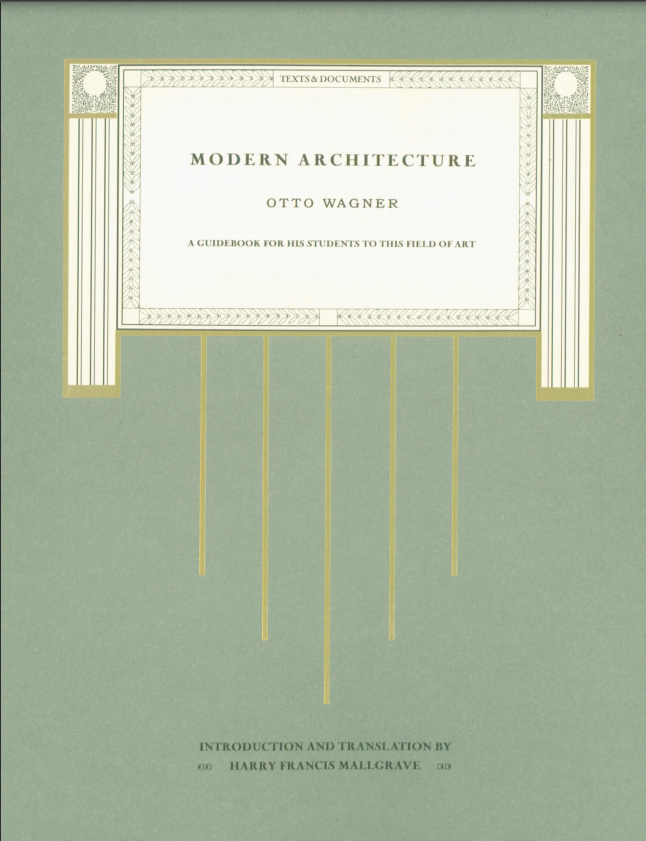 TEXTS & DOCUMENTS
MODERN ARCHITECTURE
OTTO WAGNER
A GUIDEBOOK FOR HIS STUDENTS TO THIS FIELD OF ART
INTRODUCTION AND TRANSLATION BY
HARRY FRANCIS MALLGRAVE